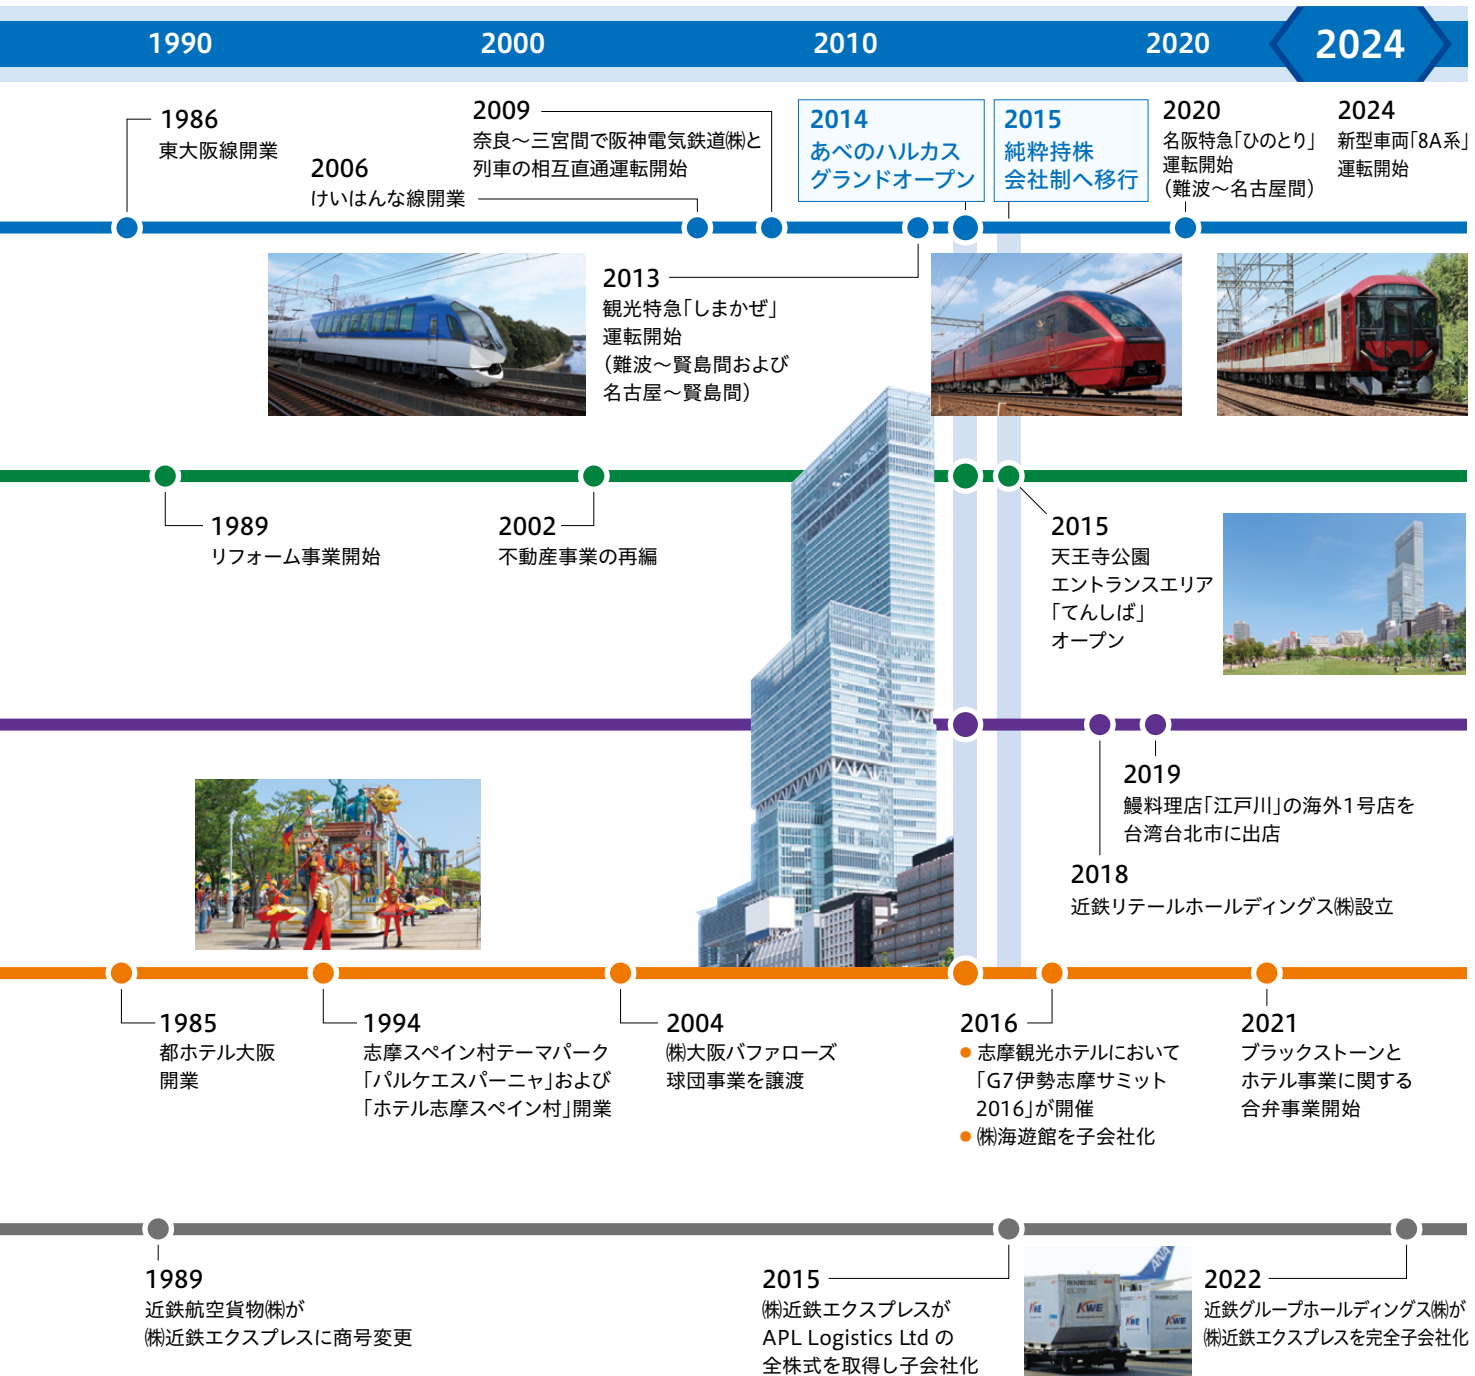 1990
2000
2010
2020
2024
1986
東大阪線開業
2006
けいはんな線開業
2009
奈良～三宮間で阪神電気鉄道㈱と
列車の相互直通運転開始
2013
観光特急「しまかぜ」
運転開始
（難波～賢島間および
名古屋～賢島間）
2014
あべのハルカス
グランドオープン
2015
純粋持株
会社制へ移行
2020
名阪特急「ひのとり」
運転開始
（難波～名古屋間）
2024
新型車両「8A系」
運転開始
1989
リフォーム事業開始
2002
不動産事業の再編
2015
天王寺公園
エントランスエリア
「てんしば」
オープン
2019
鰻料理店「江戸川」の海外1号店を
台湾台北市に出店
2018
近鉄リテールホールディングス㈱設立
1985
都ホテル大阪
開業
1994
志摩スペイン村テーマパーク
「パルケエスパーニャ」および
「ホテル志摩スペイン村」開業
2004
㈱大阪バファローズ
球団事業を譲渡
2016
● 志摩観光ホテルにおいて
「G7伊勢志摩サミット
2016」が開催
● ㈱海遊館を子会社化
2021
ブラックストーンと
ホテル事業に関する
合弁事業開始
1989
近鉄航空貨物㈱が
㈱近鉄エクスプレスに商号変更
2015
㈱近鉄エクスプレスが
APL Logistics Ltd の
全株式を取得し子会社化
ANA
KWE
KWE
KWE
2022
近鉄グループホールディングス㈱が
㈱近鉄エクスプレスを完全子会社化